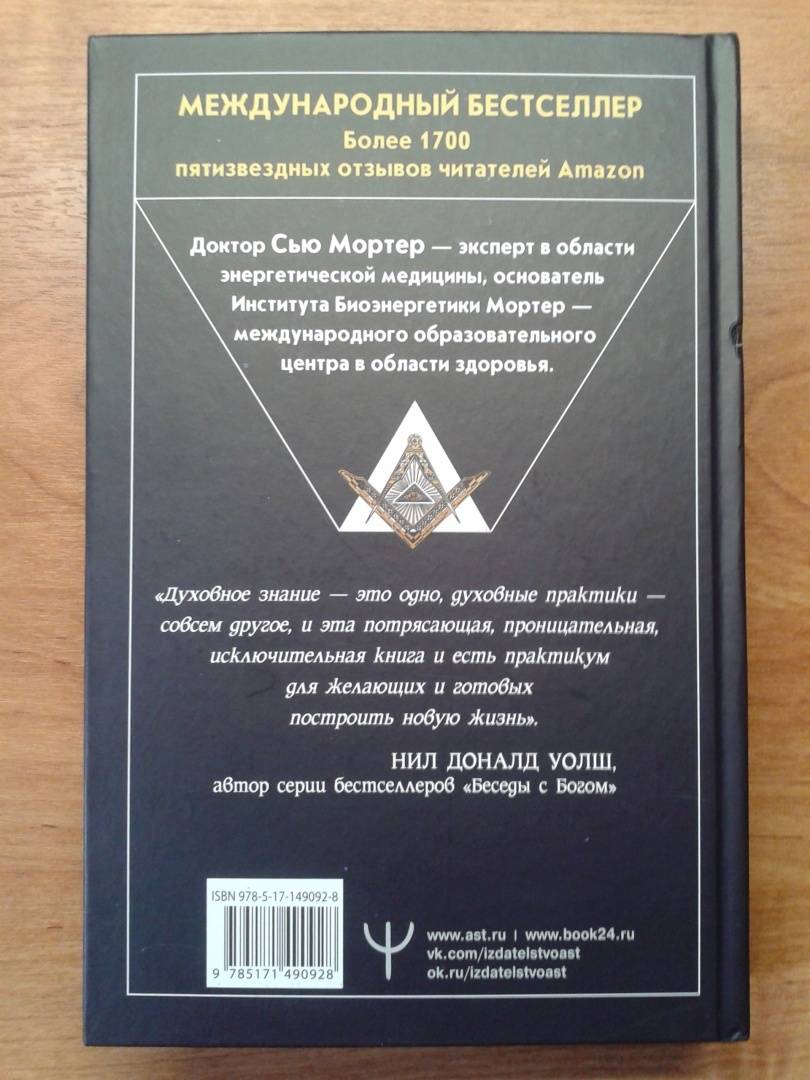 МЕЖДУНАРОДНЫЙ БЕСТСЕЛЛЕР
Более 1700
пятизвездных отзывов читателей Amazon
Доктор Сью Мортер — эксперт в области
энергетической медицины, основатель
Института Биоэнергетики Мортер —
международного образовательного
центра в области здоровья.
«Духовное знание — это одно, духовные практики —
совсем другое, и эта потрясающая, проницательная,
исключительная книга и есть практикум
для желающих и готовых
построить новую жизнь».
НИЛ ДОНАЛД УОЛШ,
автор серии бестселлеров «Беседы с Богом»
ISBN 978-5-17-149092-8
9 785171 490928
www.ast.ru | www.book24.ru
vk.com/izdatelstvoast
ok.ru/izdatelstvoast